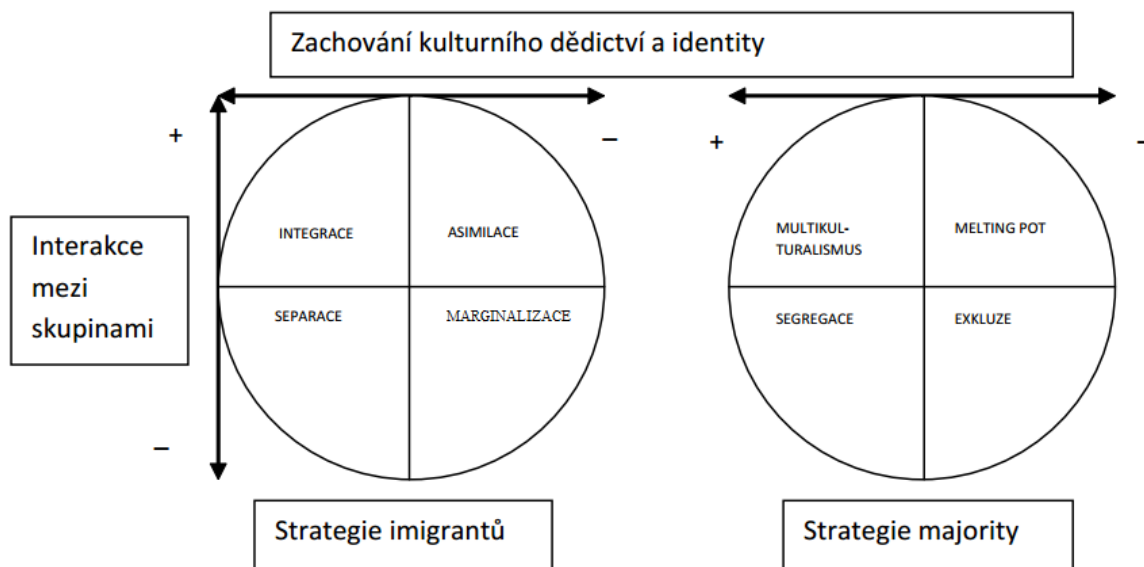 Zachování kulturního dědictví a identity
+
–
+
–
INTEGRACE
ASIMILACE
MULTIKUL-
TURALISMUS
MELTING POT
Interakce
mezi
skupinami
SEPARACE
MARGINALIZACE
SEGREGACE
EXKLUZE
–
Strategie imigrantů
Strategie majority